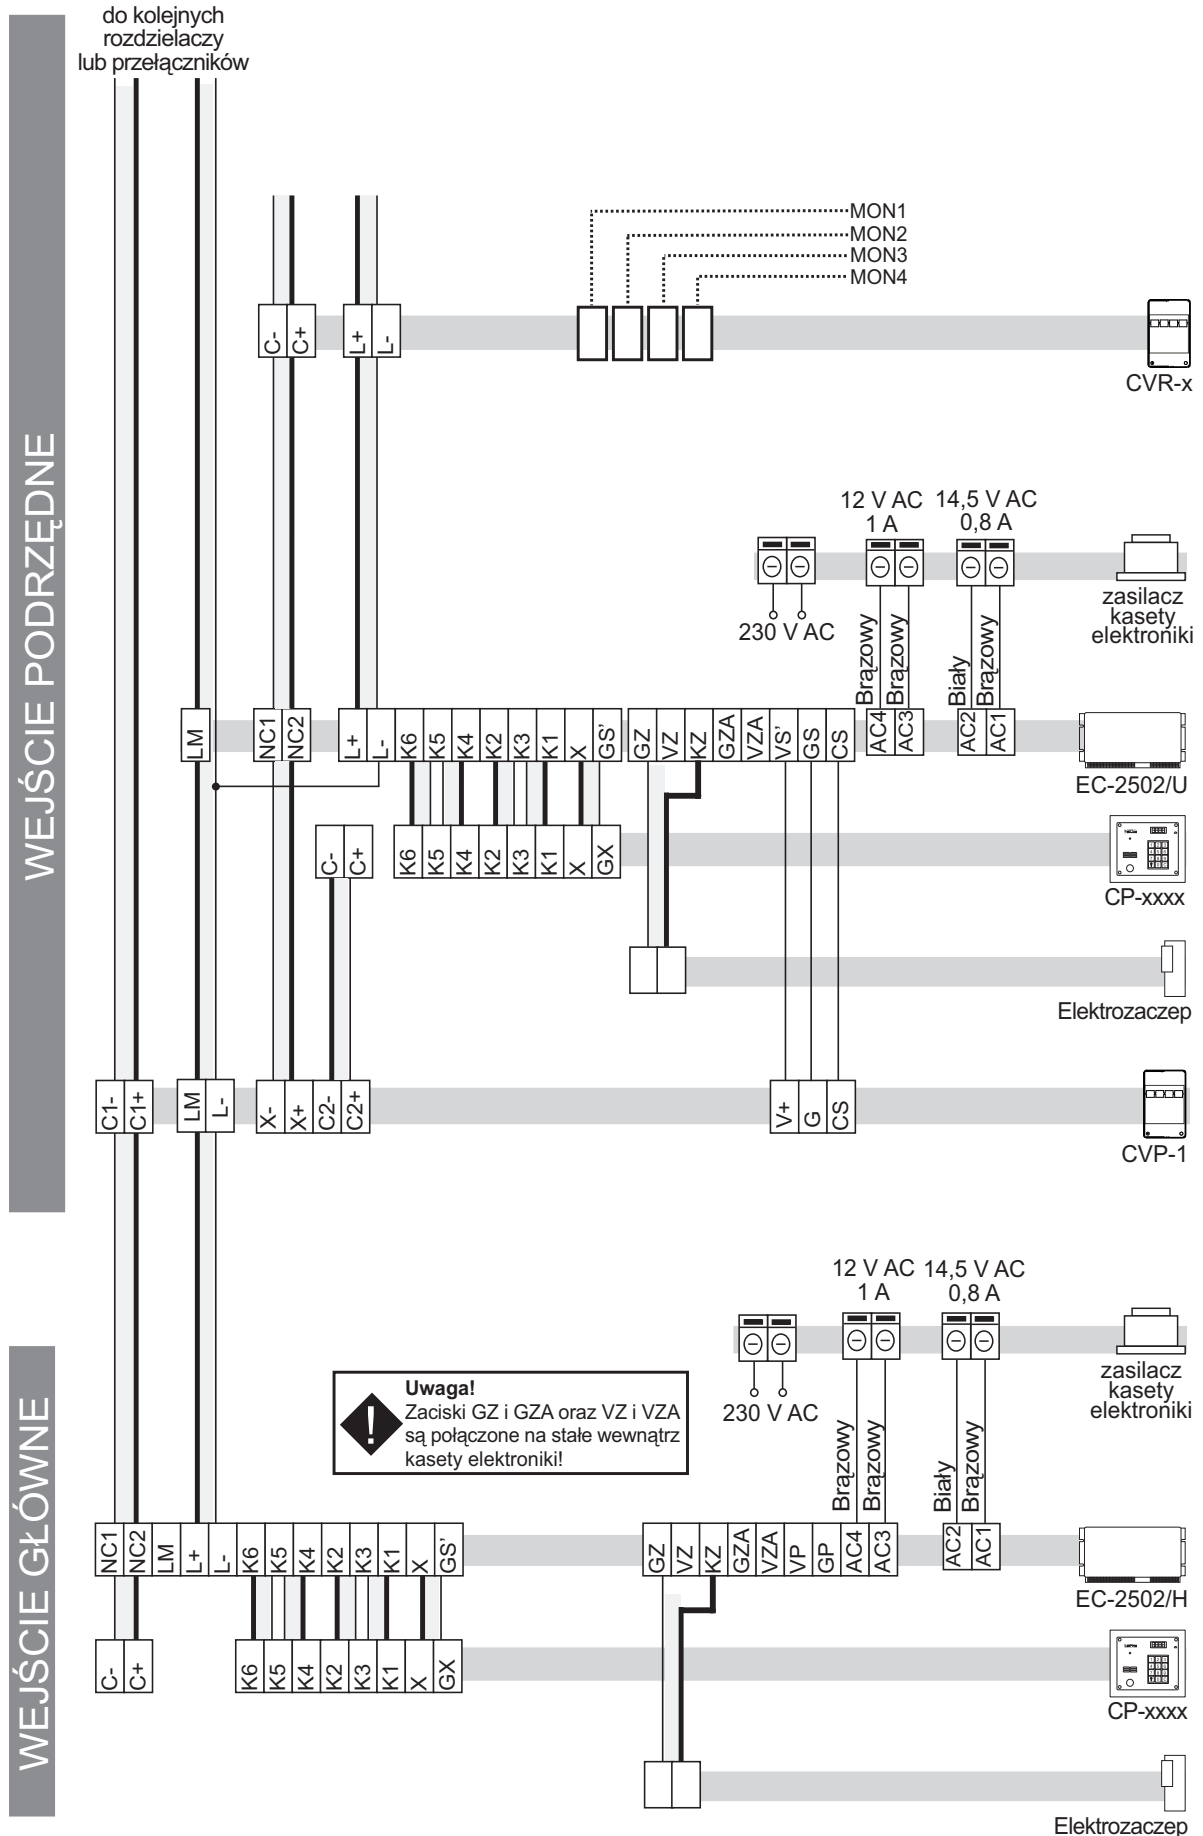 do kolejnych
rozdzielaczy
lub przełączników
WEJŚCIE PODRZĘDNE
MON1
MON2
MON3
MON4
C- C+ L+ L-
CVR-x
12 V AC 14,5 V AC
1 A 0,8 A
230 V AC
Brązowy Brązowy Biały Brązowy
zasilacz
kasety
elektroniki
LM NC1 NC2 L+ L- K6 K5 K4 K2 K3 K1 X GS' GZ VZ KZ GZA VZA VS' GS CS AC4 AC3 AC2 AC1
EC-2502/U
C- C+ K6 K5 K4 K2 K3 K1 X GX
CP-xxxx
Elektrozaczep
C1- C1+ LM L- X- X+ C2- C2+ V+ G CS
CVP-1
WEJŚCIE GŁÓWNE
12 V AC 14,5 V AC
1 A 0,8 A
230 V AC
Brązowy Brązowy Biały Brązowy
zasilacz
kasety
elektroniki
Uwaga!
Zaciski GZ i GZA oraz VZ i VZA
są połączone na stałe wewnątrz
kasety elektroniki!
!
NC1 NC2 LM L+ L- K6 K5 K4 K2 K3 K1 X GS' GZ VZ KZ GZA VZA VP GP AC4 AC3 AC2 AC1
EC-2502/H
C- C+ K6 K5 K4 K2 K3 K1 X GX
CP-xxxx
Elektrozaczep